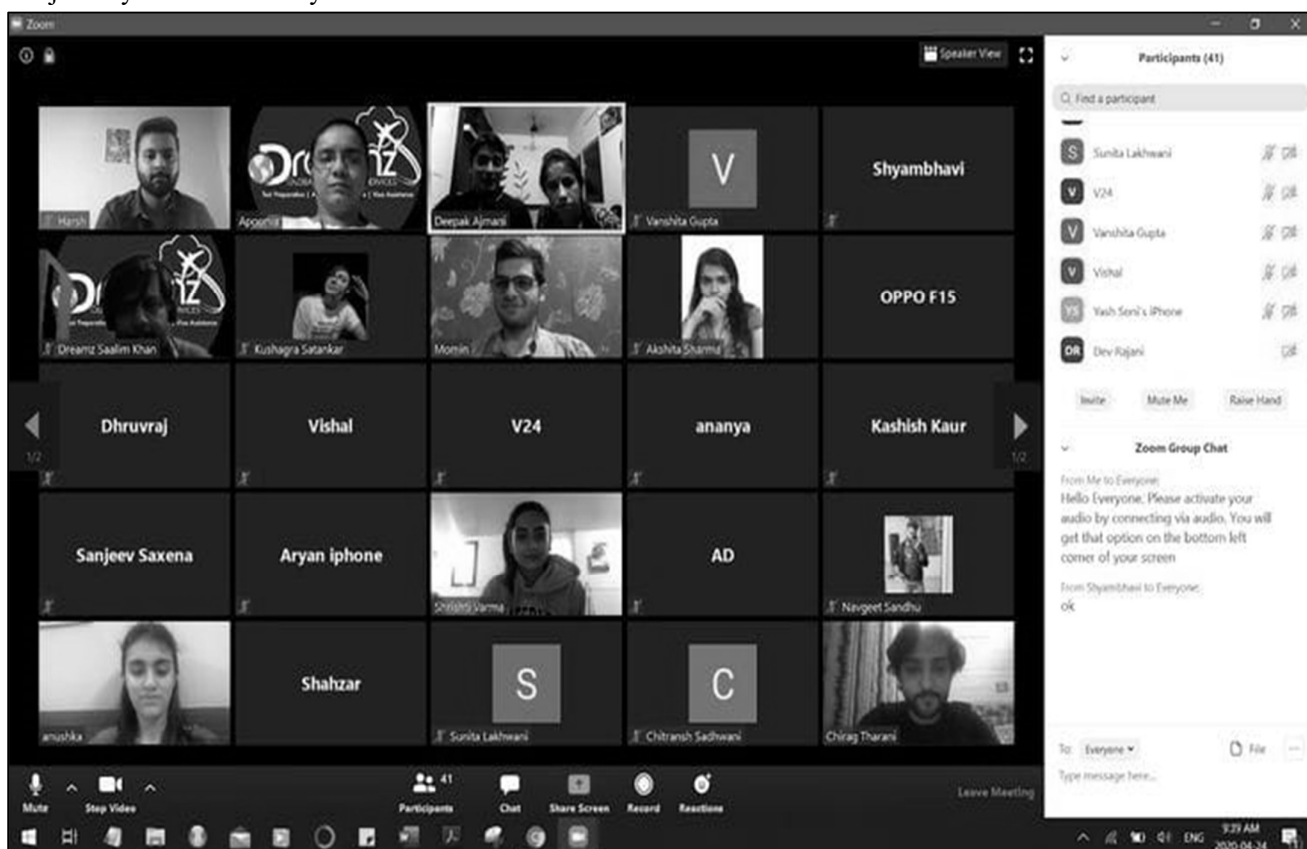 Zoom
Speaker View
Harsh
Apoorva
Deepak Ajmani
V
Vanshita Gupta
Shyambhavi
Dreamz Saalim Khan
Kushagra Satankar
Momin
Akshita Sharma
OPPO F15
Dhruvraj
Vishal
V24
ananya
Kashish Kaur
1/2
1/2
Sanjeev Saxena
Aryan iphone
Shrishti Varma
AD
Navgeet Sandhu
anushka
Shahzar
S
Sunita Lakhwani
C
Chitransh Sadhwani
Chirag Tharani
Mute
Stop Video
Participants
41
Chat
Share Screen
Record
Reactions
Leave Meeting
Participants (41)
Find a participant
S Sunita Lakhwani
V V24
V Vanshita Gupta
V Vishal
YS Yash Soni's iPhone
DR Dev Rajani
Invite
Mute Me
Raise Hand
Zoom Group Chat
From Me to Everyone:
Hello Everyone. Please activate your
audio by connecting via audio. You will
get that option on the bottom left
corner of your screen
From Shyambhavi to Everyone:
ok
To: Everyone
File
Type message here...
ENG
9:39 AM
2020-04-24